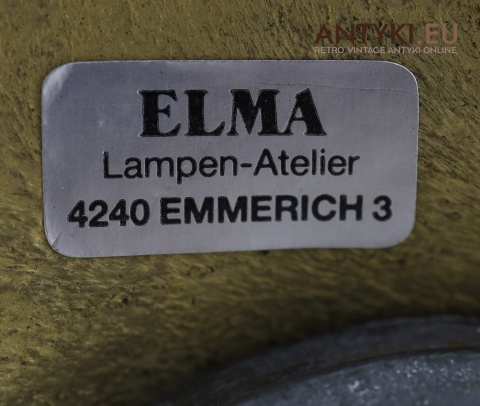 ANTYKI.EU
RETRO, VINTAGE ANTYKI ONLINE
ELMA
Lampen-Atelier
4240 EMMERICH 3